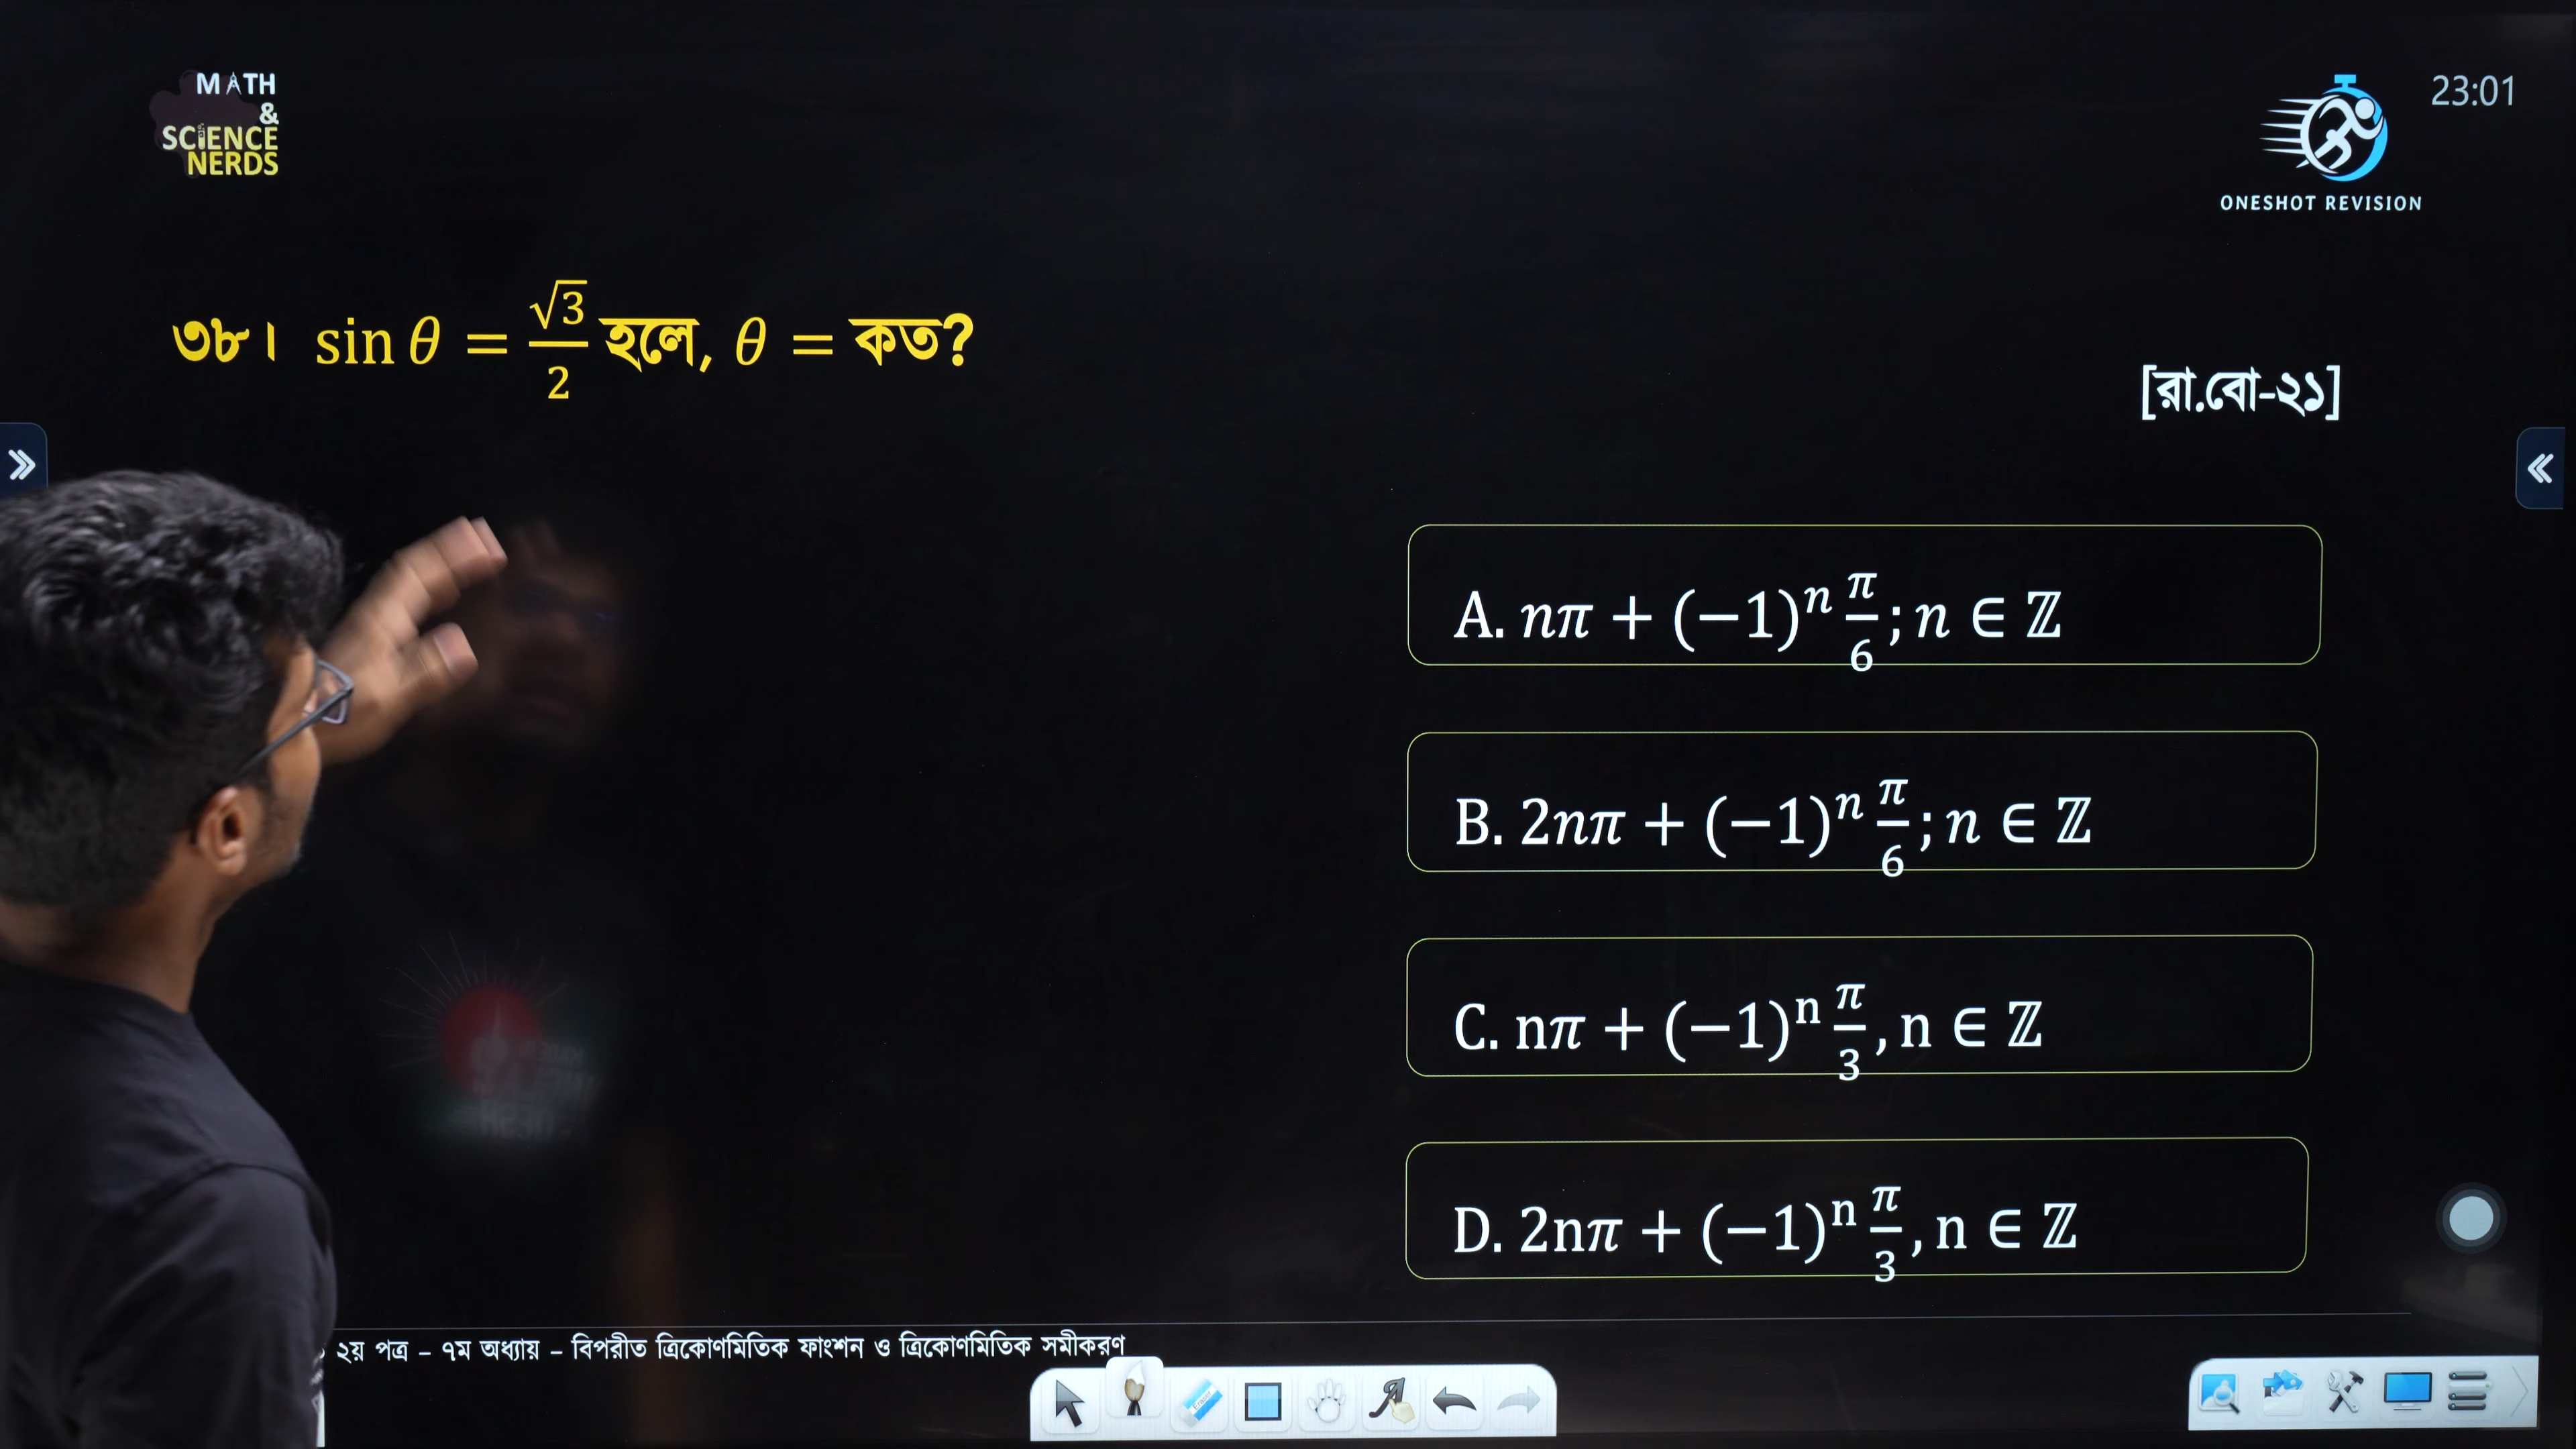 MATH
&
SCIENCE
NERDS
23:01
ONESHOT REVISION
৩৮। sin θ = √3/2 হলে, θ = কত?
[রা.বো-২১]
A. nπ + (−1)ⁿ π/6 ; n ∈ ℤ
B. 2nπ + (−1)ⁿ π/6 ; n ∈ ℤ
C. nπ + (−1)ⁿ π/3 , n ∈ ℤ
D. 2nπ + (−1)ⁿ π/3 , n ∈ ℤ
২য় পত্র – ৭ম অধ্যায় – বিপরীত ত্রিকোণমিতিক ফাংশন ও ত্রিকোণমিতিক সমীকরণ